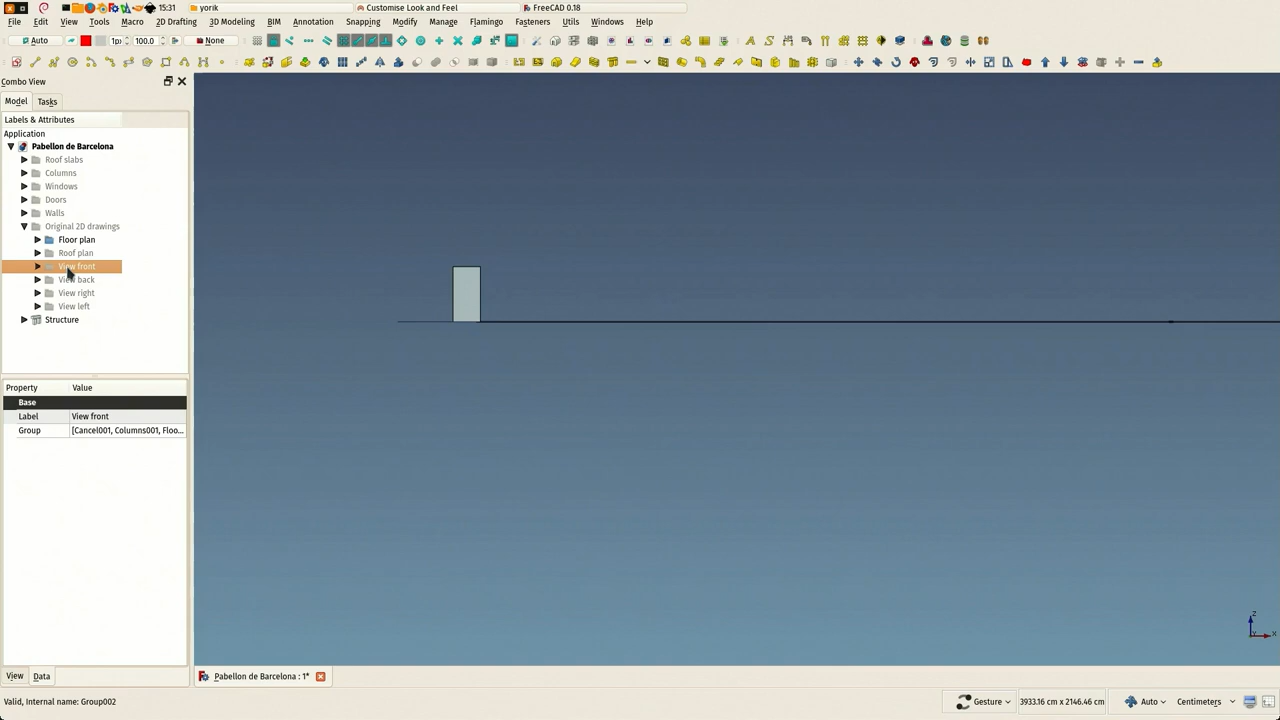 15:31
yorik
Customise Look and Feel
FreeCAD 0.18
File Edit View Tools Macro 2D Drafting 3D Modeling BIM Annotation Snapping Modify Manage Flamingo Fasteners Utils Windows Help
Auto
1p
100.0
None
Combo View
Model Tasks
Labels & Attributes
Application
Pabellon de Barcelona
Roof slabs
Columns
Windows
Doors
Walls
Original 2D drawings
Floor plan
Roof plan
View front
View back
View right
View left
Structure
Property Value
Base
Label View front
Group [Cancel001, Columns001, Floo...
z
x
View Data
Pabellon de Barcelona : 1*
Valid, Internal name: Group002
Gesture
3933.16 cm x 2146.46 cm
Auto
Centimeters